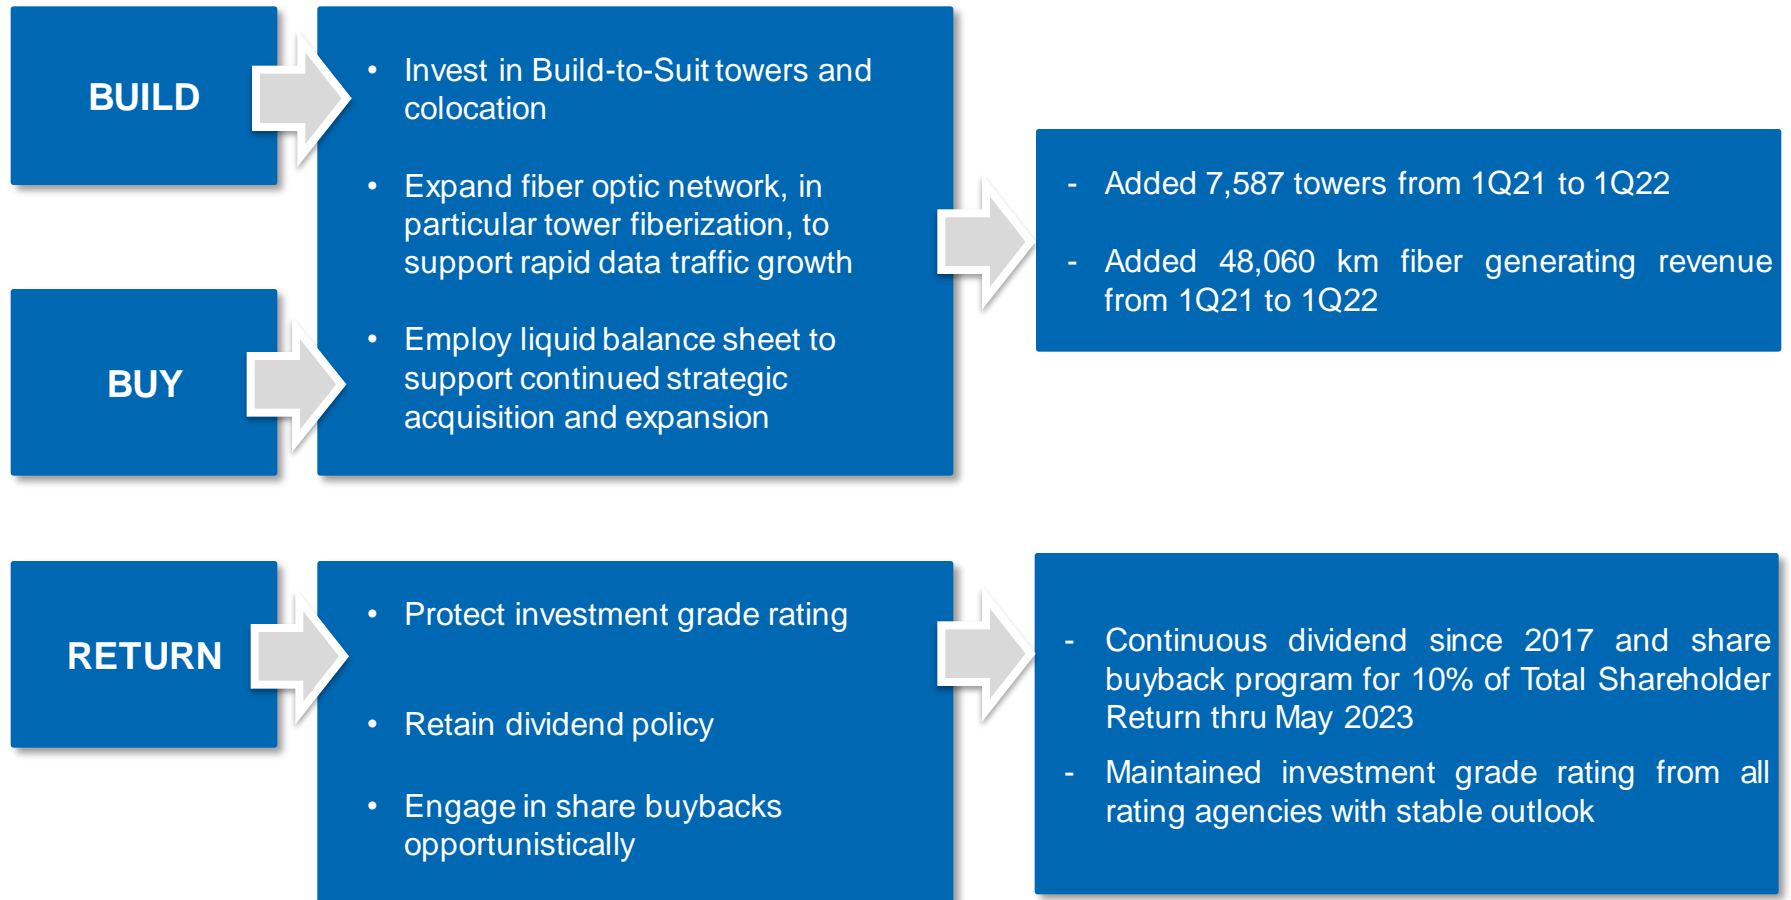 BUILD
• Invest in Build-to-Suit towers and
colocation
• Expand fiber optic network, in
particular tower fiberization, to
support rapid data traffic growth
BUY
• Employ liquid balance sheet to
support continued strategic
acquisition and expansion
- Added 7,587 towers from 1Q21 to 1Q22
- Added 48,060 km fiber generating revenue
from 1Q21 to 1Q22
RETURN
• Protect investment grade rating
• Retain dividend policy
• Engage in share buybacks
opportunistically
- Continuous dividend since 2017 and share
buyback program for 10% of Total Shareholder
Return thru May 2023
- Maintained investment grade rating from all
rating agencies with stable outlook